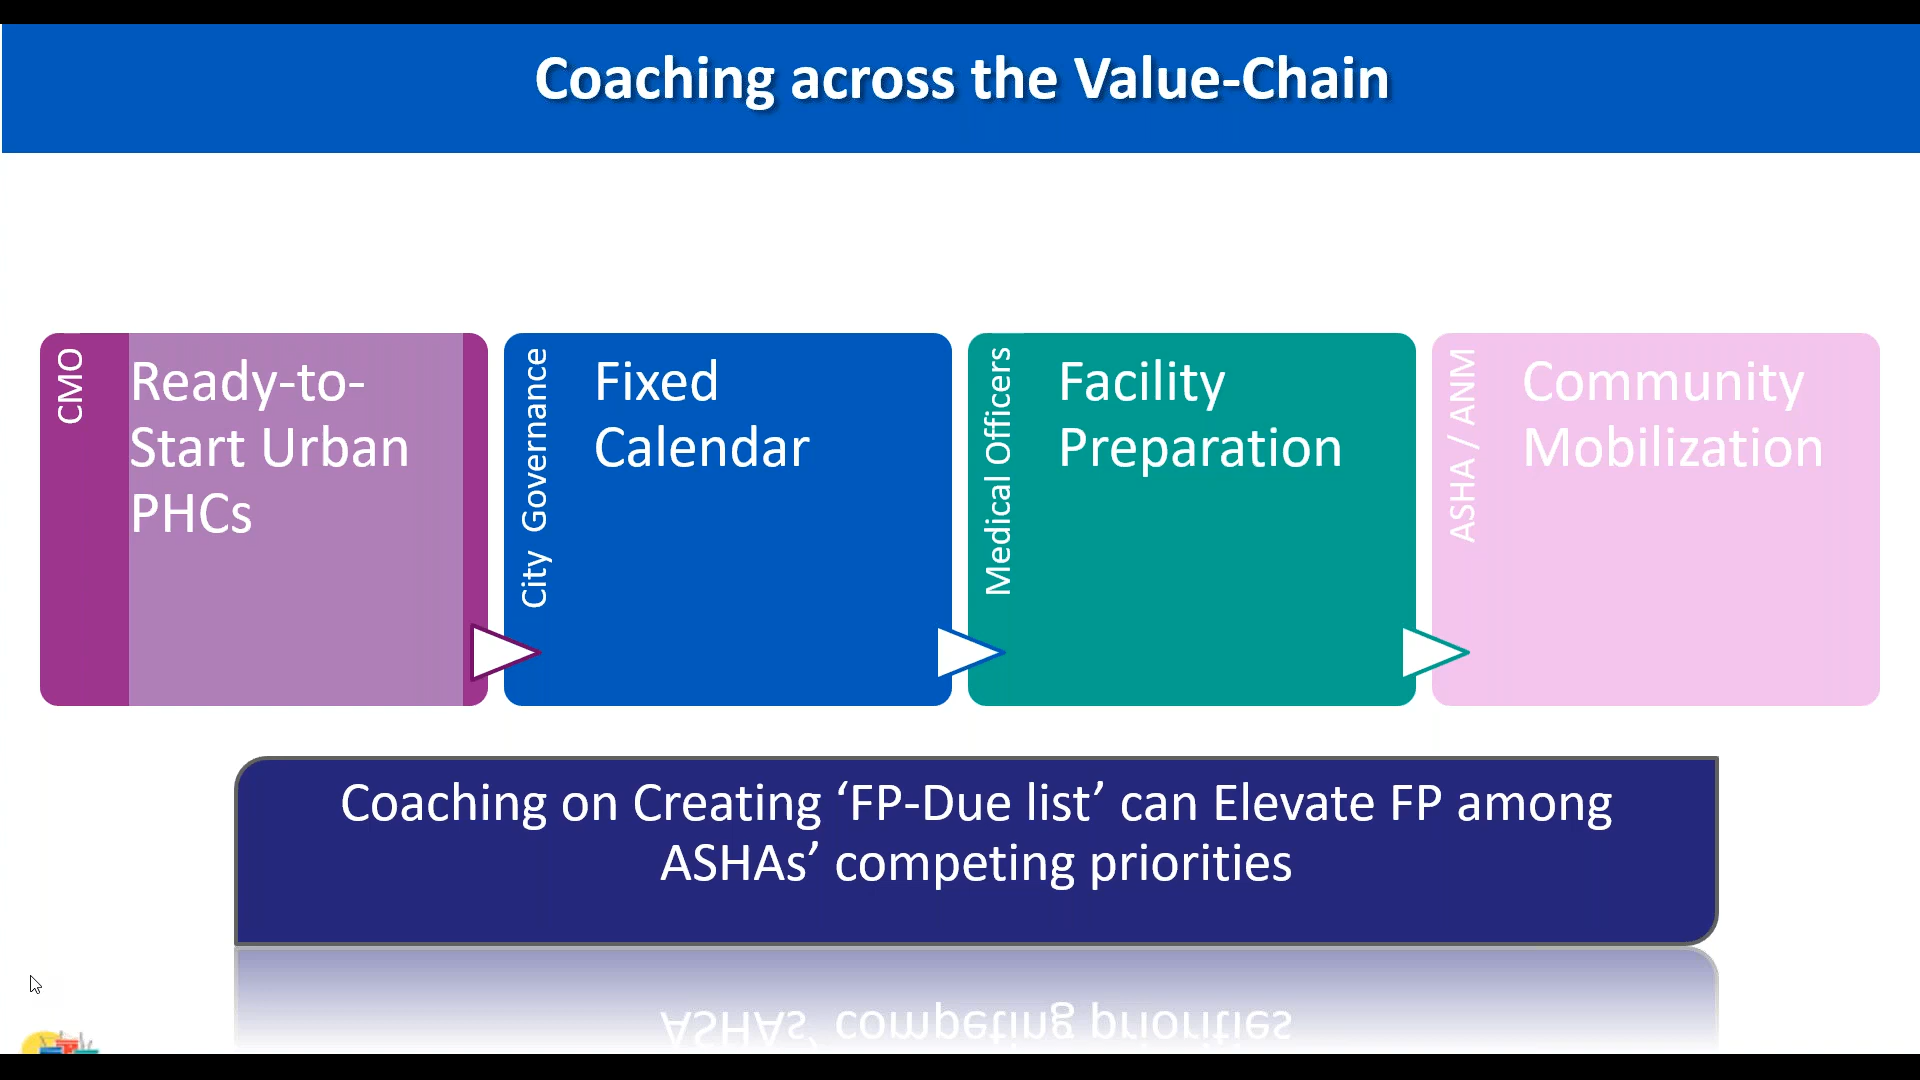 Coaching across the Value-Chain
CMO
Ready-to-
Start Urban
PHCs
City Governance
Fixed
Calendar
Medical Officers
Facility
Preparation
ASHA / ANM
Community
Mobilization
Coaching on Creating ‘FP-Due list’ can Elevate FP among
ASHAs’ competing priorities